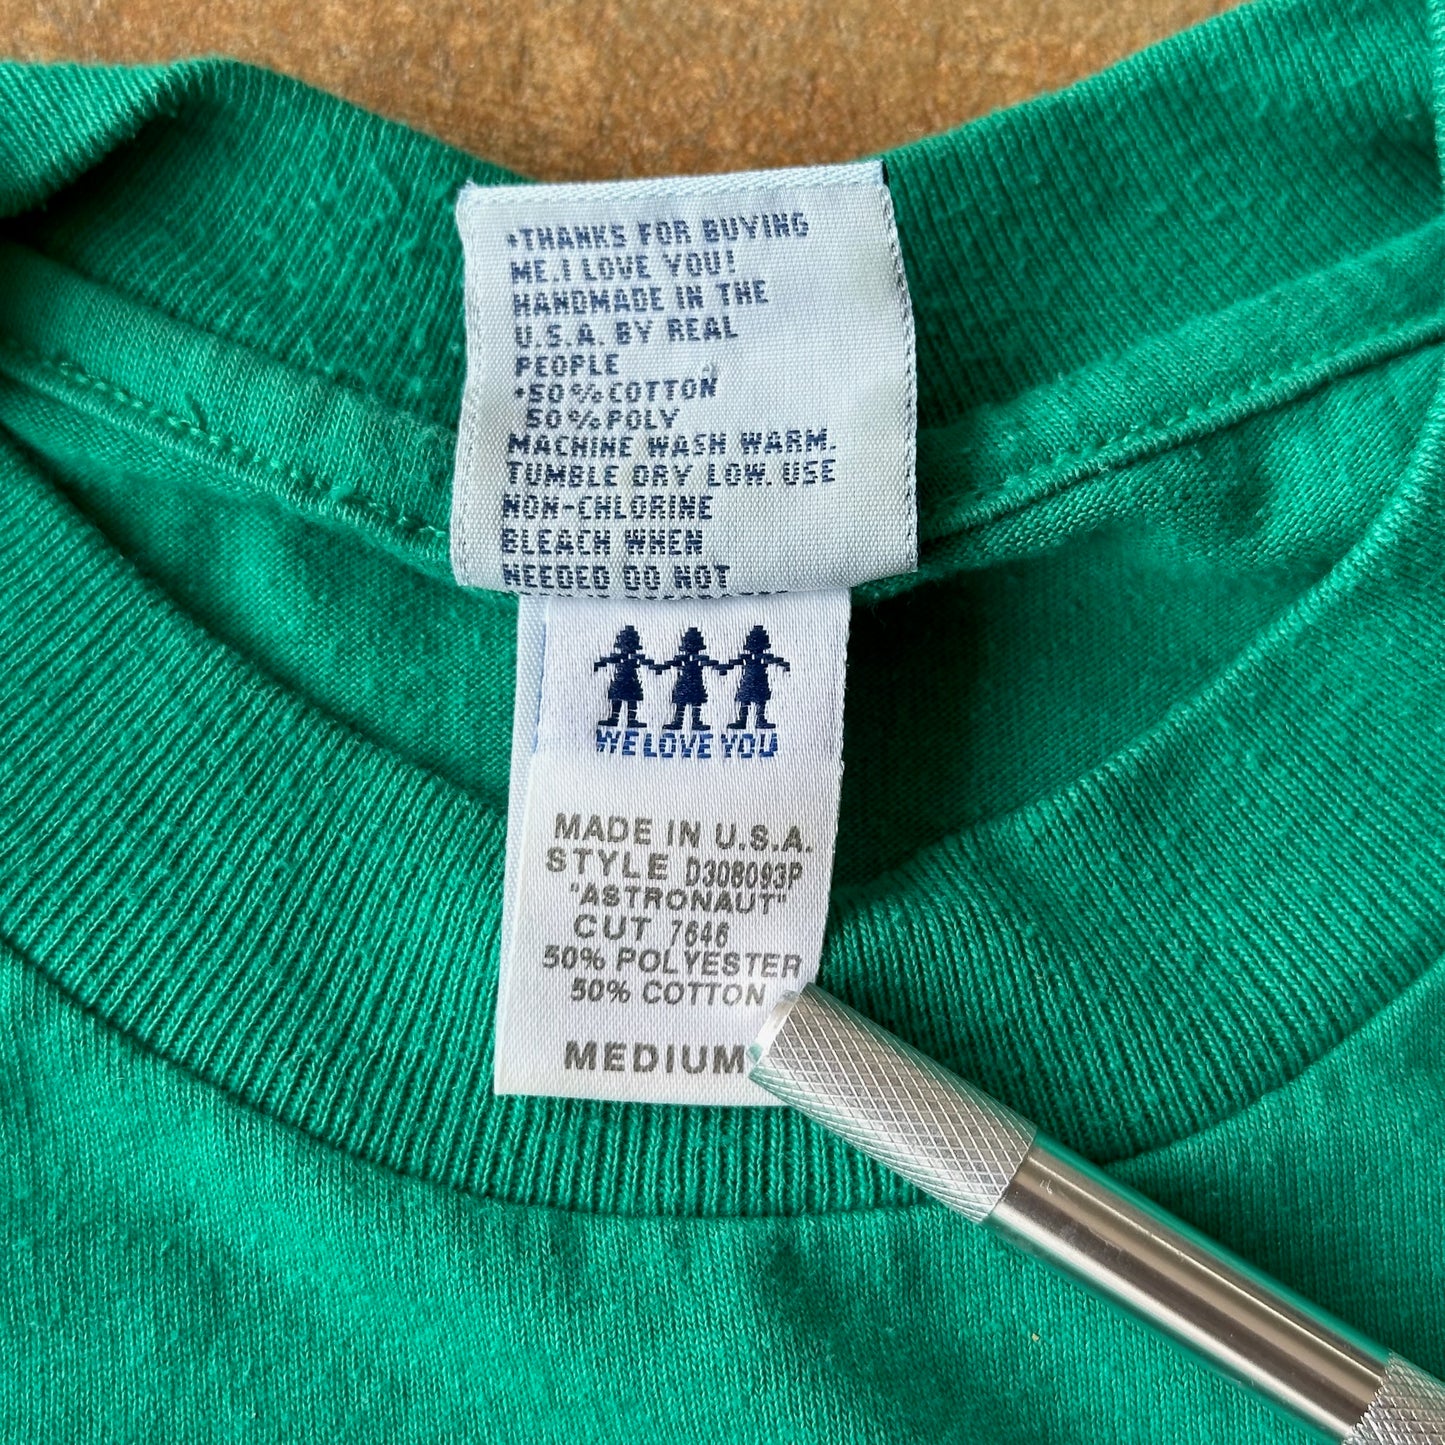 •THANKS FOR BUYING
ME.I LOVE YOU!
HANDMADE IN THE
U.S.A. BY REAL
PEOPLE
•50%COTTON
50%POLY
MACHINE WASH WARM.
TUMBLE DRY LOW. USE
NON-CHLORINE
BLEACH WHEN
NEEDED DO NOT
WE LOVE YOU
MADE IN U.S.A.
STYLE D308093P
"ASTRONAUT"
CUT 7646
50% POLYESTER
50% COTTON
MEDIUM